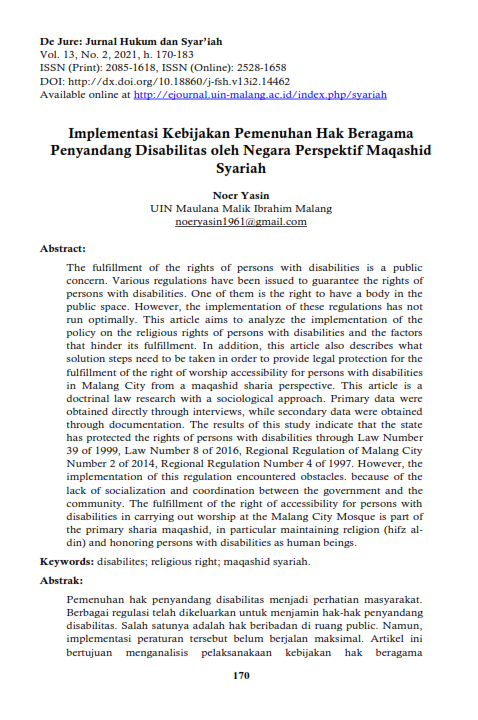 De Jure: Jurnal Hukum dan Syar’iah
Vol. 13, No. 2, 2021, h. 170-183
ISSN (Print): 2085-1618, ISSN (Online): 2528-1658
DOI: http://dx.doi.org/10.18860/j-fsh.v13i2.14462
Available online at http://ejournal.uin-malang.ac.id/index.php/syariah
Implementasi Kebijakan Pemenuhan Hak Beragama
Penyandang Disabilitas oleh Negara Perspektif Maqashid
Syariah
Noer Yasin
UIN Maulana Malik Ibrahim Malang
noeryasin1961@gmail.com
Abstract:
The fulfillment of the rights of persons with disabilities is a public
concern. Various regulations have been issued to guarantee the rights of
persons with disabilities. One of them is the right to have a body in the
public space. However, the implementation of these regulations has not
run optimally. This article aims to analyze the implementation of the
policy on the religious rights of persons with disabilities and the factors
that hinder its fulfillment. In addition, this article also describes what
solution steps need to be taken in order to provide legal protection for the
fulfillment of the right of worship accessibility for persons with disabilities
in Malang City from a maqashid sharia perspective. This article is a
doctrinal law research with a sociological approach. Primary data were
obtained directly through interviews, while secondary data were obtained
through documentation. The results of this study indicate that the state
has protected the rights of persons with disabilities through Law Number
39 of 1999, Law Number 8 of 2016, Regional Regulation of Malang City
Number 2 of 2014, Regional Regulation Number 4 of 1997. However, the
implementation of this regulation encountered obstacles. because of the
lack of socialization and coordination between the government and the
community. The fulfillment of the right of accessibility for persons with
disabilities in carrying out worship at the Malang City Mosque is part of
the primary sharia maqashid, in particular maintaining religion (hifz al-
din) and honoring persons with disabilities as human beings.
Keywords: disabilites; religious right; maqashid syariah.
Abstrak:
Pemenuhan hak penyandang disabilitas menjadi perhatian masyarakat.
Berbagai regulasi telah dikeluarkan untuk menjamin hak-hak penyandang
disabilitas. Salah satunya adalah hak beribadan di ruang public. Namun,
implementasi peraturan tersebut belum berjalan maksimal. Artikel ini
bertujuan menganalisis pelaksanakaan kebijakan hak beragama
170